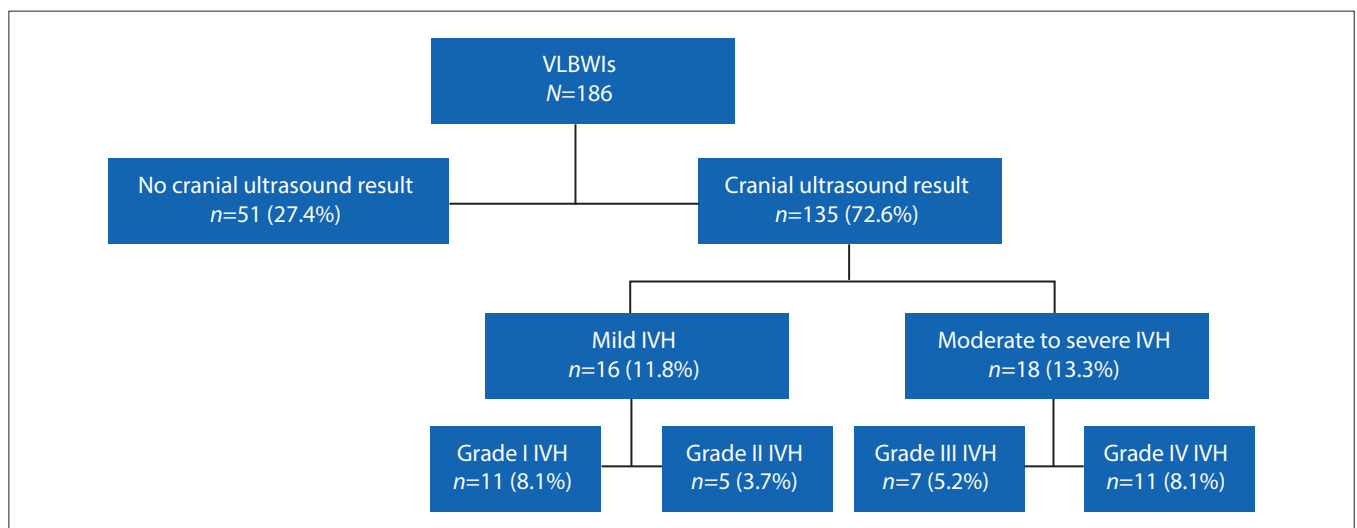 VLBWIs
N=186
No cranial ultrasound result
n=51 (27.4%)
Cranial ultrasound result
n=135 (72.6%)
Mild IVH
n=16 (11.8%)
Moderate to severe IVH
n=18 (13.3%)
Grade I IVH
n=11 (8.1%)
Grade II IVH
n=5 (3.7%)
Grade III IVH
n=7 (5.2%)
Grade IV IVH
n=11 (8.1%)